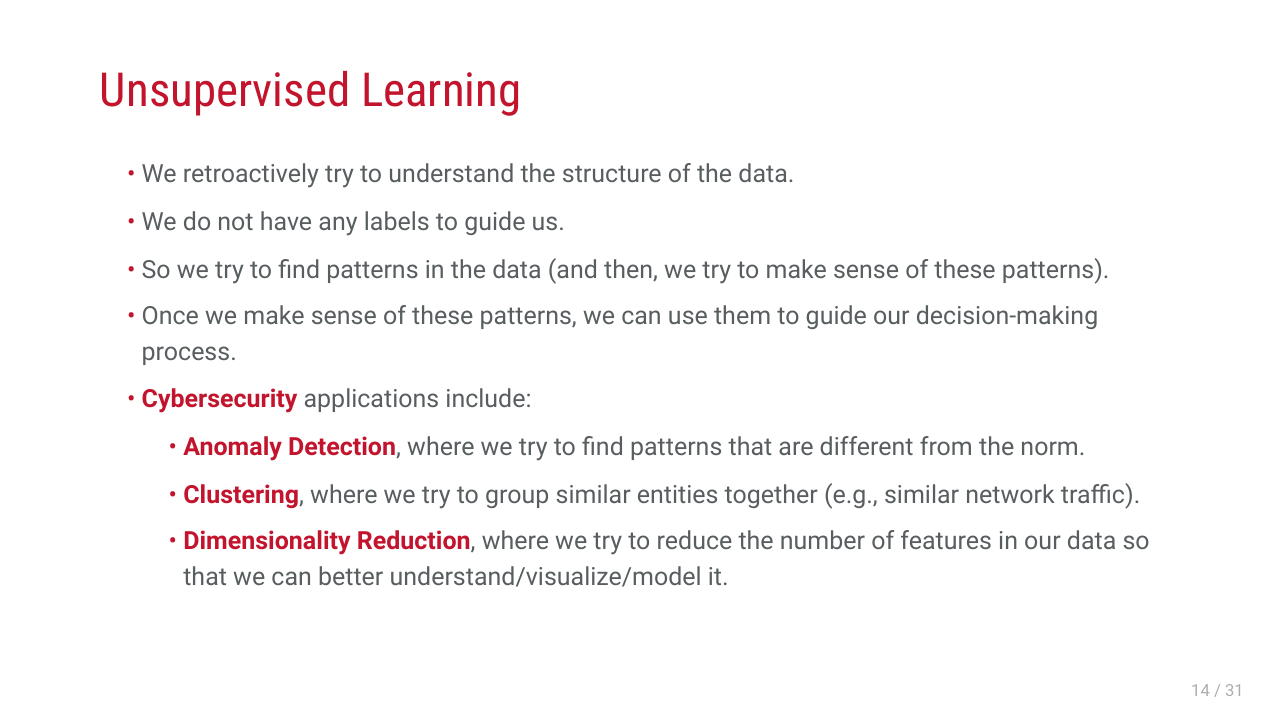 Unsupervised Learning
• We retroactively try to understand the structure of the data.
• We do not have any labels to guide us.
• So we try to find patterns in the data (and then, we try to make sense of these patterns).
• Once we make sense of these patterns, we can use them to guide our decision-making
process.
• Cybersecurity applications include:
• Anomaly Detection, where we try to find patterns that are different from the norm.
• Clustering, where we try to group similar entities together (e.g., similar network traffic).
• Dimensionality Reduction, where we try to reduce the number of features in our data so
that we can better understand/visualize/model it.
14 / 31